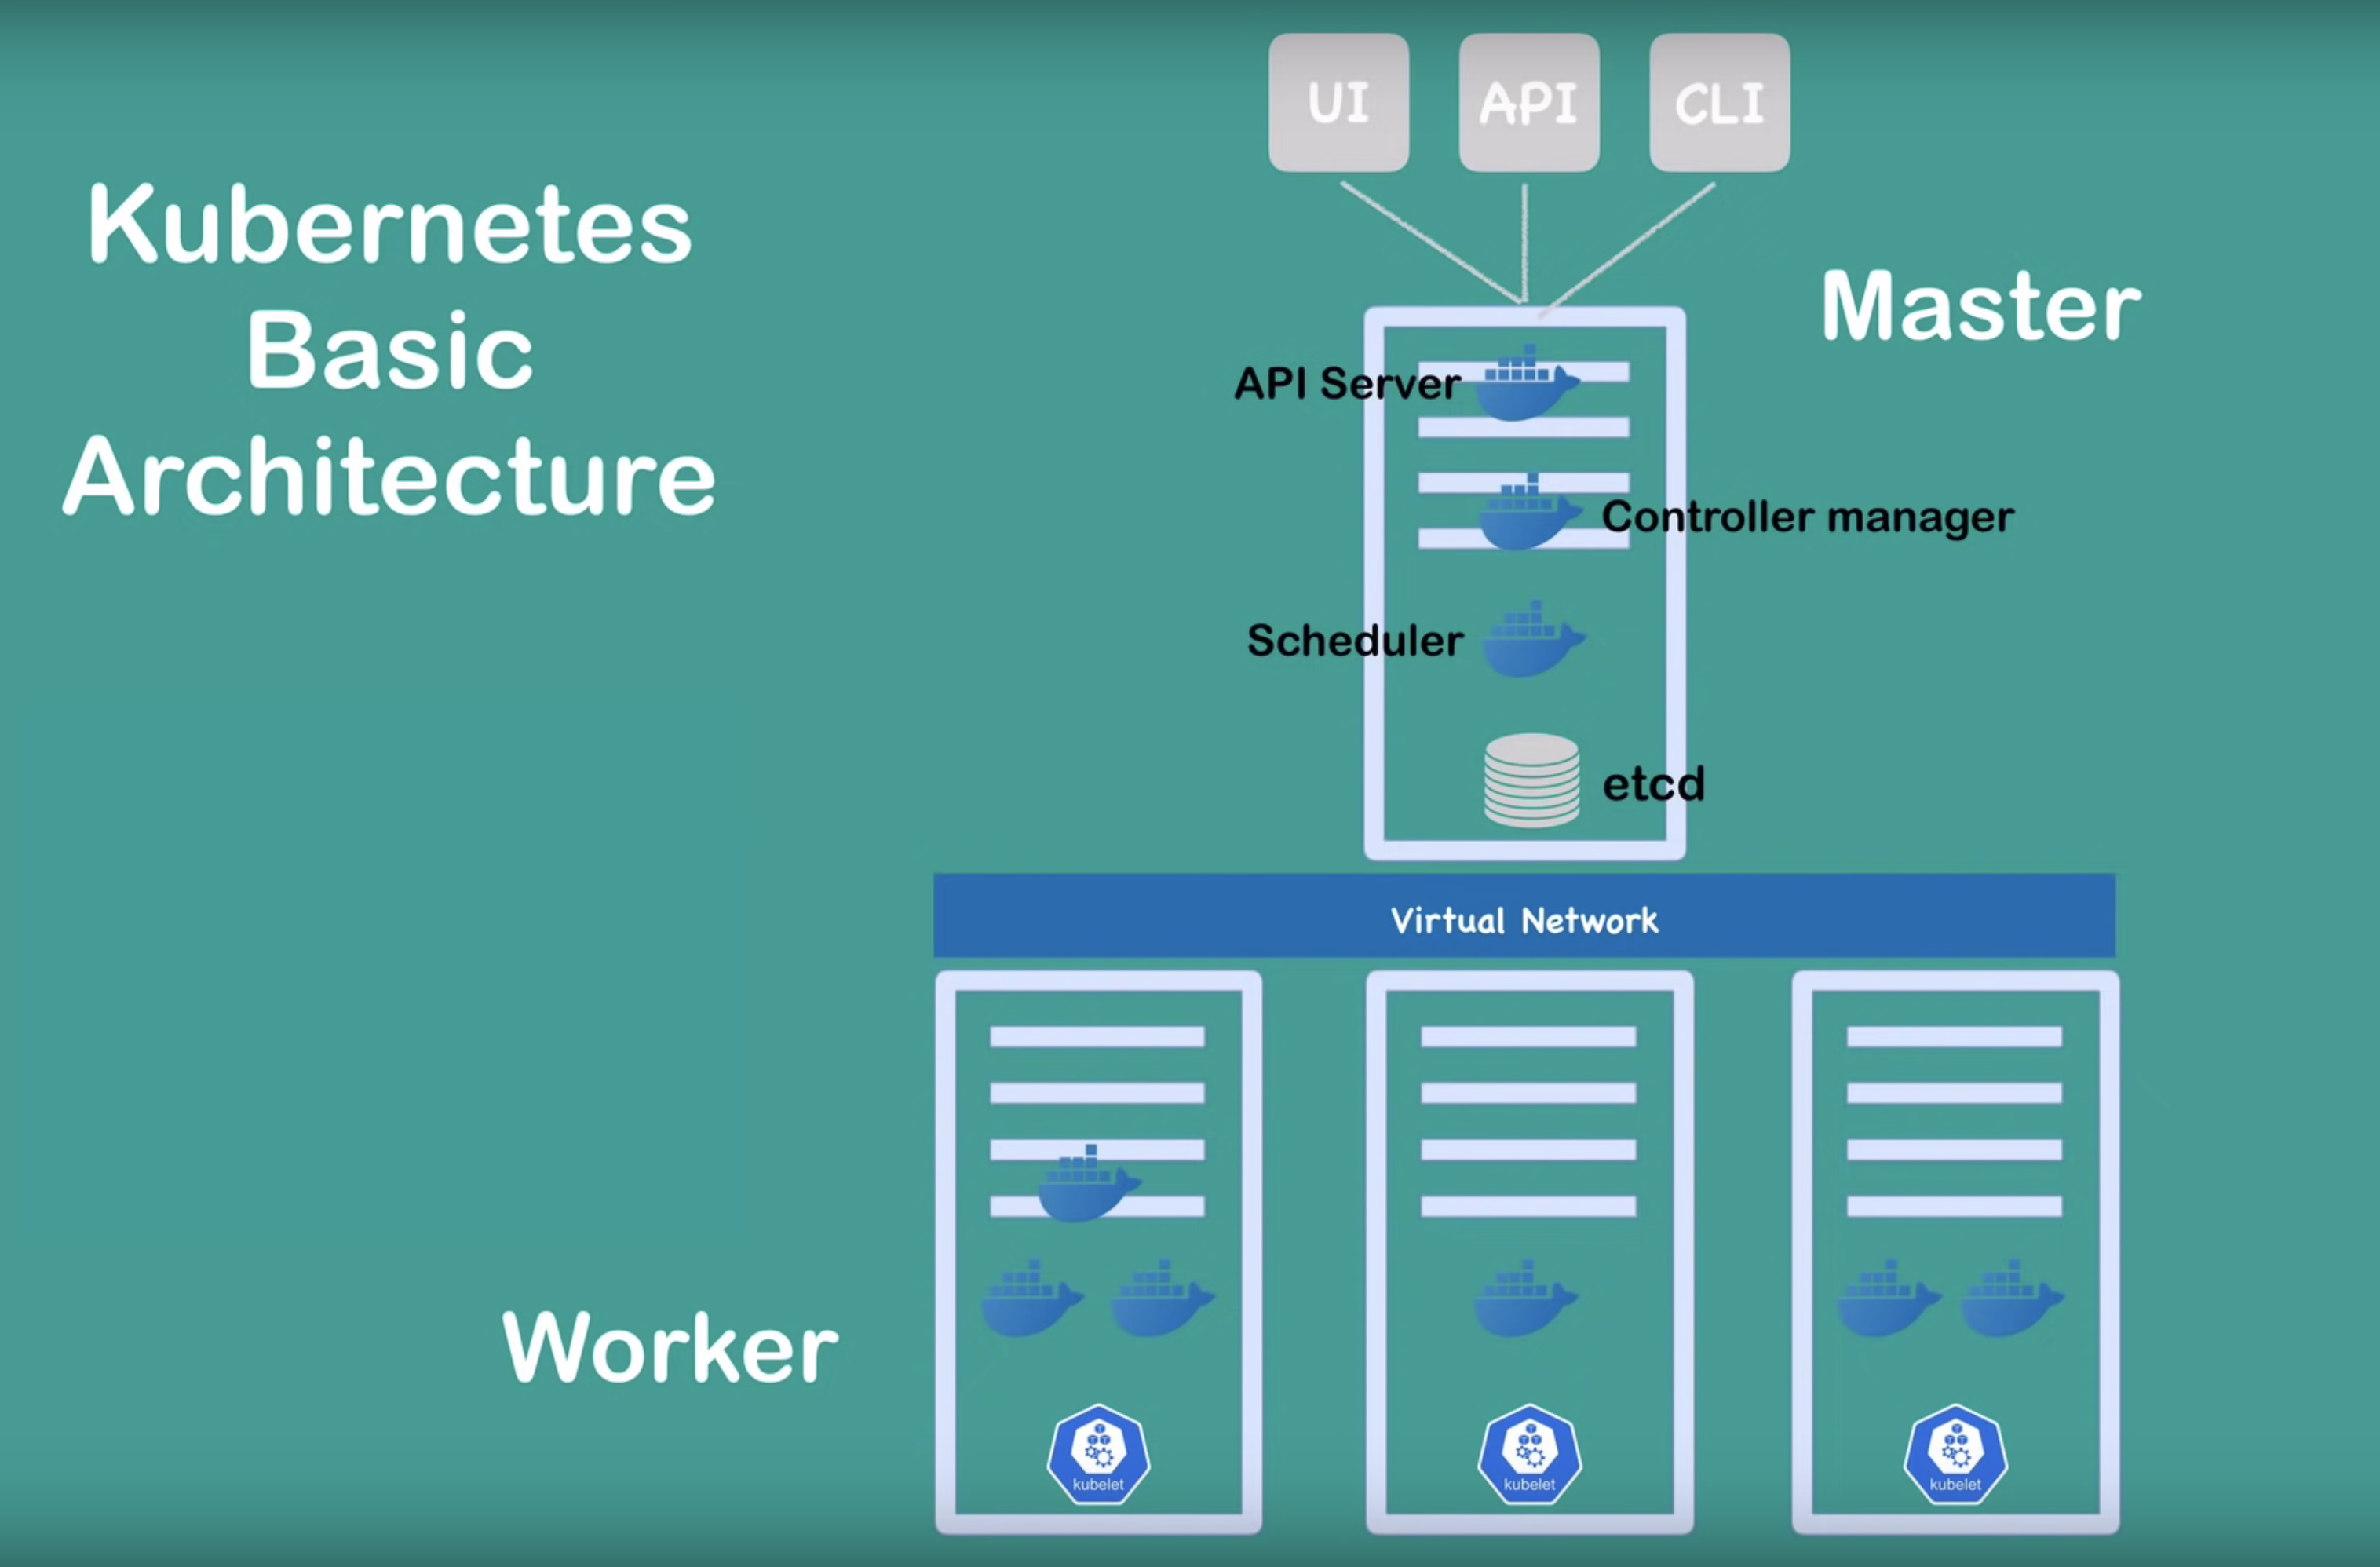 UI API CLI
Kubernetes
Basic
Architecture
Master
API Server
Controller manager
Scheduler
etcd
Virtual Network
Worker
kubelet kubelet kubelet